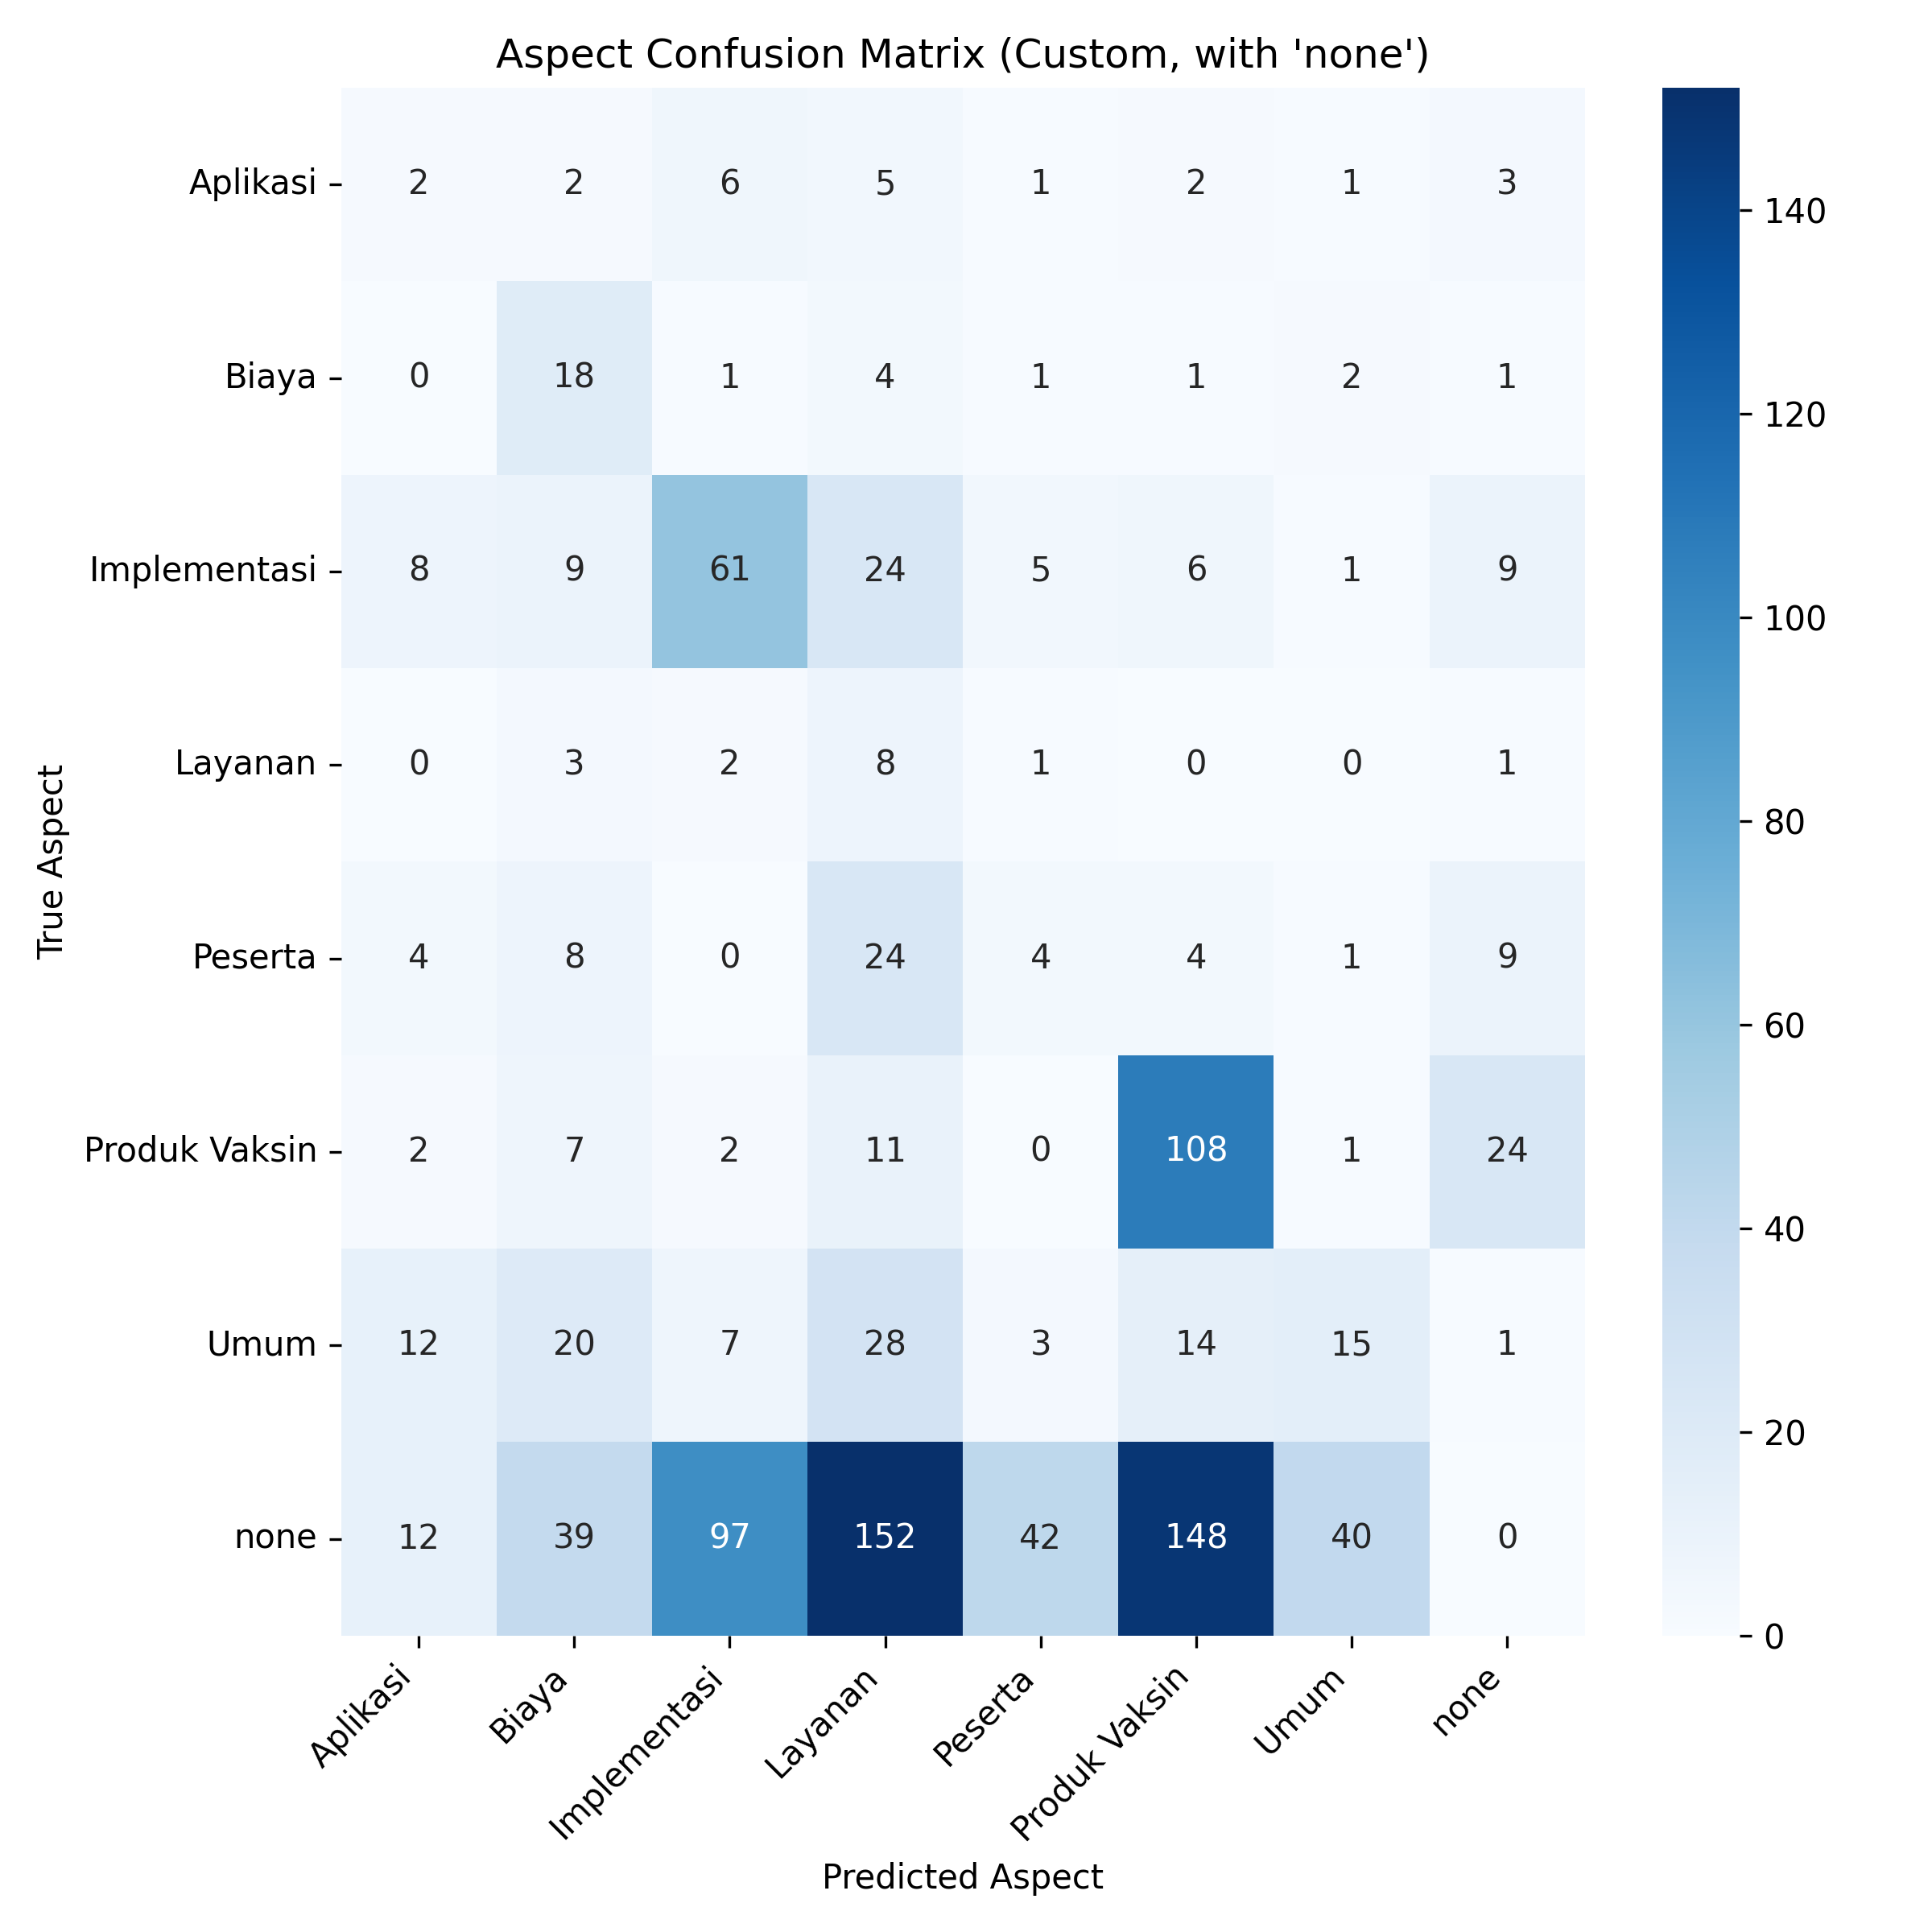 Aspect Confusion Matrix (Custom, with 'none')
True Aspect
Aplikasi 2 2 6 5 1 2 1 3
Biaya 0 18 1 4 1 1 2 1
Implementasi 8 9 61 24 5 6 1 9
Layanan 0 3 2 8 1 0 0 1
Peserta 4 8 0 24 4 4 1 9
Produk Vaksin 2 7 2 11 0 108 1 24
Umum 12 20 7 28 3 14 15 1
none 12 39 97 152 42 148 40 0
Aplikasi Biaya Implementasi Layanan Peserta Produk Vaksin Umum none
Predicted Aspect
140
120
100
80
60
40
20
0